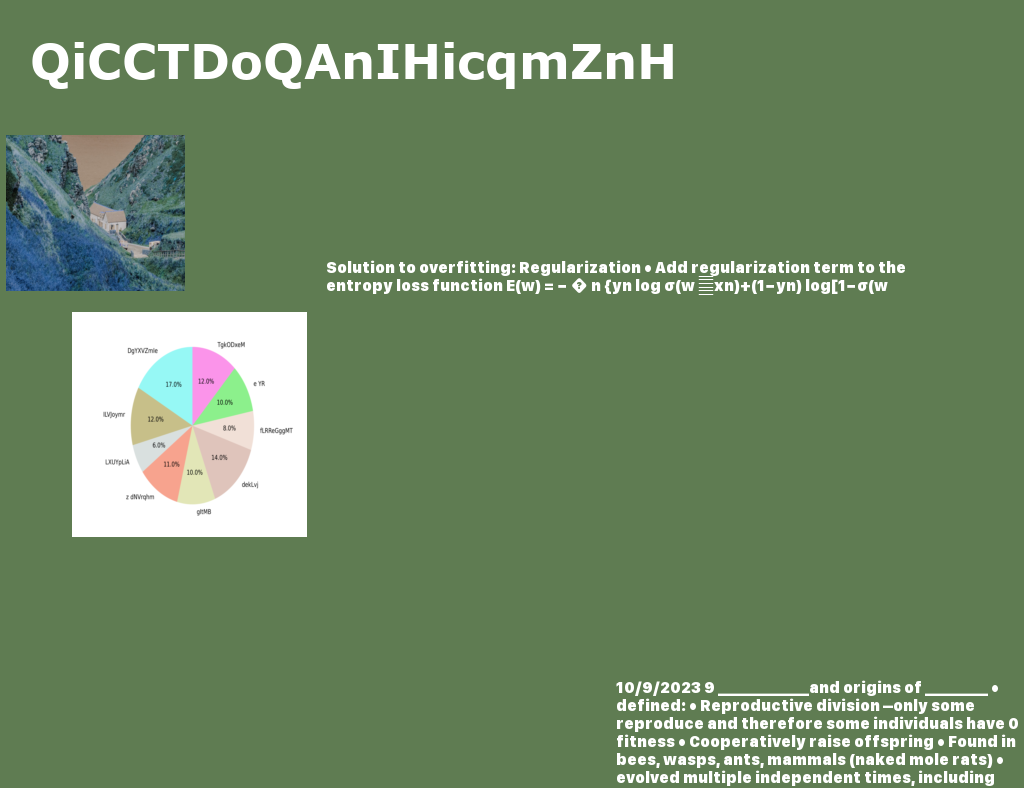 QiCCTDoQAnIHicqmZnH
Solution to overfitting: Regularization • Add regularization term to the
entropy loss function E(w) = − � n {yn log σ(w xn)+(1−yn) log[1−σ(w
TgkODxeM
DgYXVZmIe
12.0%
17.0%
e YR
10.0%
ILVJoymr
12.0%
8.0%
fLRReGggMT
6.0%
14.0%
LXUYpLiA
11.0%
10.0%
dekLvj
z dNVrqhm
gItMB
10/9/2023 9 ____________and origins of ________ •
defined: • Reproductive division –only some
reproduce and therefore some individuals have 0
fitness • Cooperatively raise offspring • Found in
bees, wasps, ants, mammals (naked mole rats) •
evolved multiple independent times, including